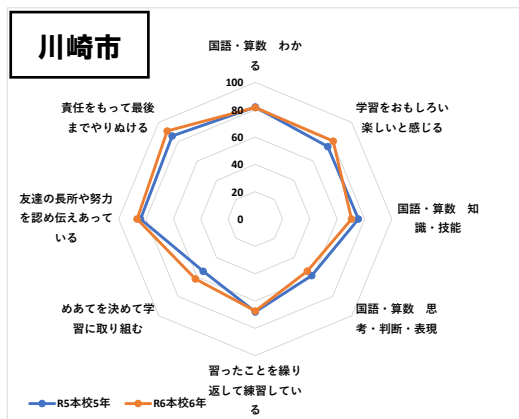 川崎市
国語・算数　わか
る
学習をおもしろい
楽しいと感じる
国語・算数　知
識・技能
国語・算数　思
考・判断・表現
習ったことを繰り
返して練習してい
る
めあてを決めて学
習に取り組む
友達の長所や努力
を認め伝えあって
いる
責任をもって最後
までやりぬける
100
80
60
40
20
0
R5本校5年
R6本校6年